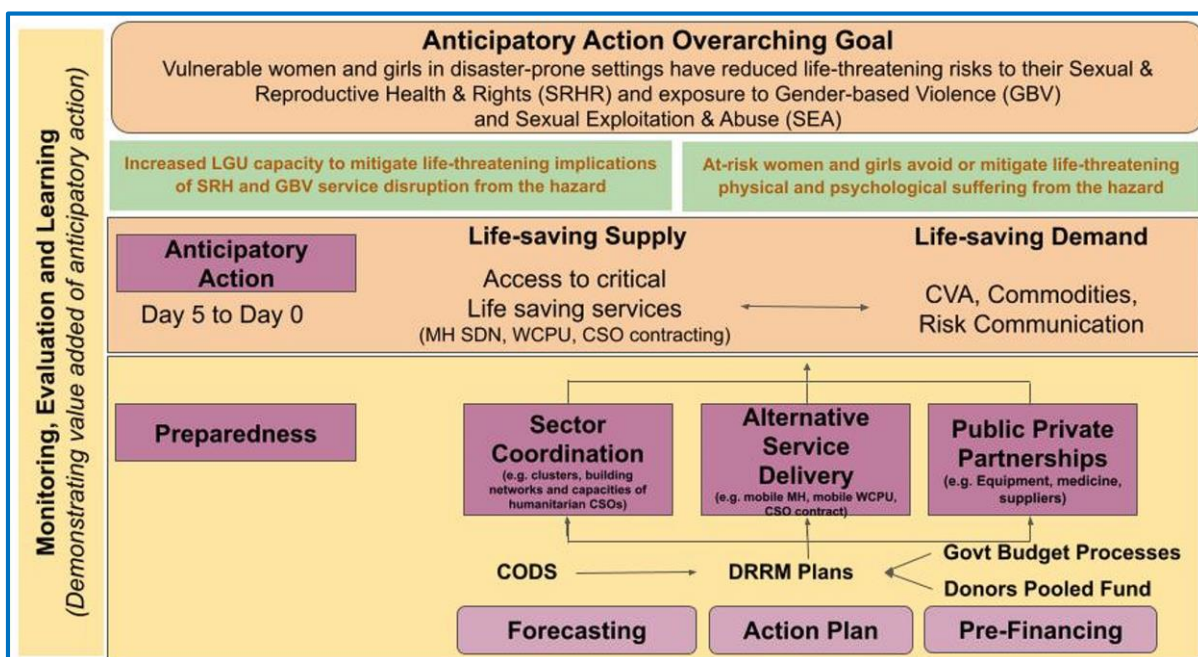 Monitoring, Evaluation and Learning
(Demonstrating value added of anticipatory action)
Anticipatory Action Overarching Goal
Vulnerable women and girls in disaster-prone settings have reduced life-threatening risks to their Sexual &
Reproductive Health & Rights (SRHR) and exposure to Gender-based Violence (GBV)
and Sexual Exploitation & Abuse (SEA)
Increased LGU capacity to mitigate life-threatening implications
of SRH and GBV service disruption from the hazard
At-risk women and girls avoid or mitigate life-threatening
physical and psychological suffering from the hazard
Anticipatory
Action
Day 5 to Day 0
Life-saving Supply
Access to critical
Life saving services
(MH SDN, WCPU, CSO contracting)
Life-saving Demand
CVA, Commodities,
Risk Communication
Preparedness
Sector
Coordination
(e.g. clusters, building
networks and capacities of
humanitarian CSOs)
Alternative
Service
Delivery
(e.g. mobile MH, mobile WCPU,
CSO contract)
Public Private
Partnerships
(e.g. Equipment, medicine,
suppliers)
CODS
DRRM Plans
Govt Budget Processes
Donors Pooled Fund
Forecasting
Action Plan
Pre-Financing